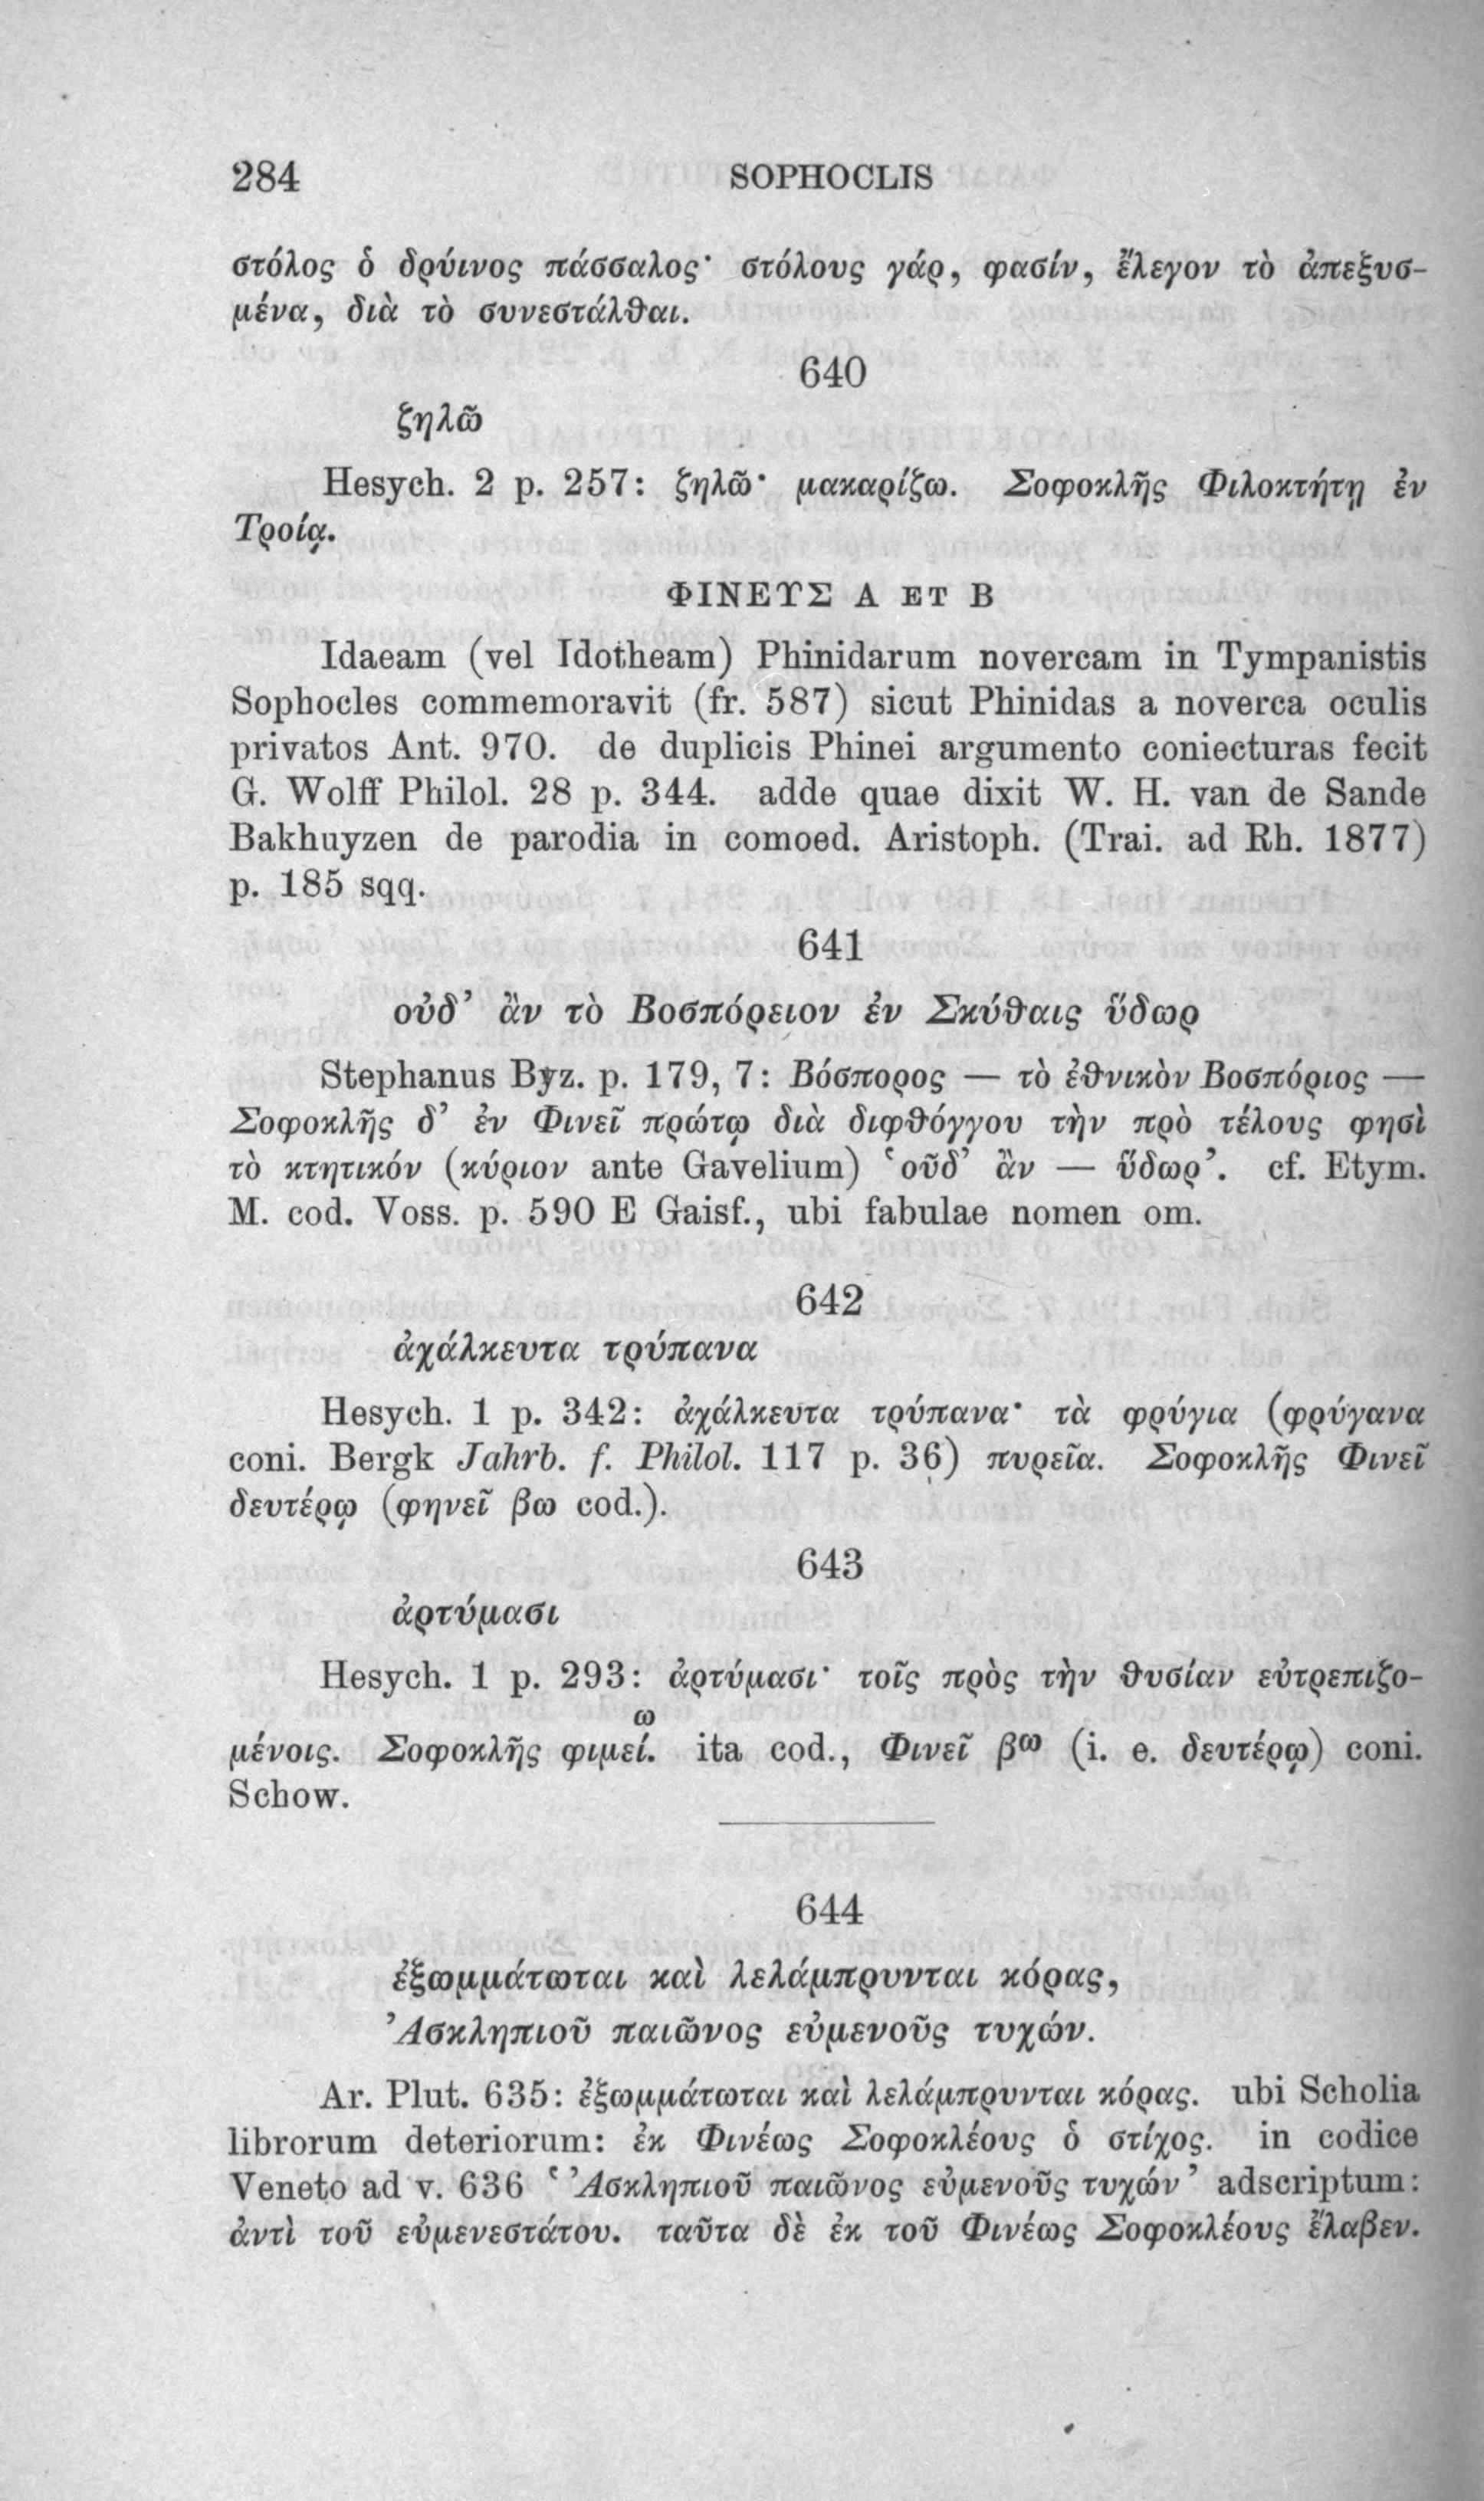 284 SOPHOCLIS
στόλος ὁ δρύινος πάσσαλος· στόλους γάρ, φασίν, ἔλεγον τὸ ἀπεξυσ-
μένα, διὰ τὸ συνεστάλθαι.
640
ζηλῶ
Hesych. 2 p. 257: ζηλῶ· μακαρίζω. Σοφοκλῆς Φιλοκτήτῃ ἐν
Τροίᾳ.
ΦΙΝΕΥΣ Α ET Β
Idaeam (vel Idotheam) Phinidarum novercam in Tympanistis
Sophocles commemoravit (fr. 587) sicut Phinidas a noverca oculis
privatos Ant. 970. de duplicis Phinei argumento coniecturas fecit
G. Wolff Philol. 28 p. 344. adde quae dixit W. H. van de Sande
Bakhuyzen de parodia in comoed. Aristoph. (Trai. ad Rh. 1877)
p. 185 sqq.
641
οὐδ’ ἂν τὸ Βοσπόρειον ἐν Σκύθαις ὕδωρ
Stephanus Byz. p. 179, 7: Βόσπορος — τὸ ἐθνικὸν Βοσπόριος —
Σοφοκλῆς δ’ ἐν Φινεῖ πρώτῳ διὰ διφθόγγου τὴν πρὸ τέλους φησὶ
τὸ κτητικόν (κύριον ante Gavelium) ‘οὖδ’ ἂν — ὕδωρ’. cf. Etym.
M. cod. Voss. p. 590 E Gaisf., ubi fabulae nomen om.
642
ἀχάλκευτα τρύπανα
Hesych. 1 p. 342: ἀχάλκευτα τρύπανα· τὰ φρύγια (φρύγανα
coni. Bergk Jahrb. f. Philol. 117 p. 36) πυρεῖα. Σοφοκλῆς Φινεῖ
δευτέρῳ (φηνεῖ βω cod.).
643
ἀρτύμασι
Hesych. 1 p. 293: ἀρτύμασι· τοῖς πρὸς τὴν θυσίαν εὐτρεπιζο-
ω
μένοις. Σοφοκλῆς φιμεί. ita cod., Φινεῖ βω (i. e. δευτέρῳ) coni.
Schow.
644
ἐξωμμάτωται καὶ λελάμπρυνται κόρας,
Ἀσκληπιοῦ παιῶνος εὐμενοῦς τυχών.
Ar. Plut. 635: ἐξωμμάτωται καὶ λελάμπρυνται κόρας. ubi Scholia
librorum deteriorum: ἐκ Φινέως Σοφοκλέους ὁ στίχος. in codice
Veneto ad v. 636 ‘Ἀσκληπιοῦ παιῶνος εὐμενοῦς τυχών’ adscriptum:
ἀντὶ τοῦ εὐμενεστάτου. ταῦτα δὲ ἐκ τοῦ Φινέως Σοφοκλέους ἔλαβεν.